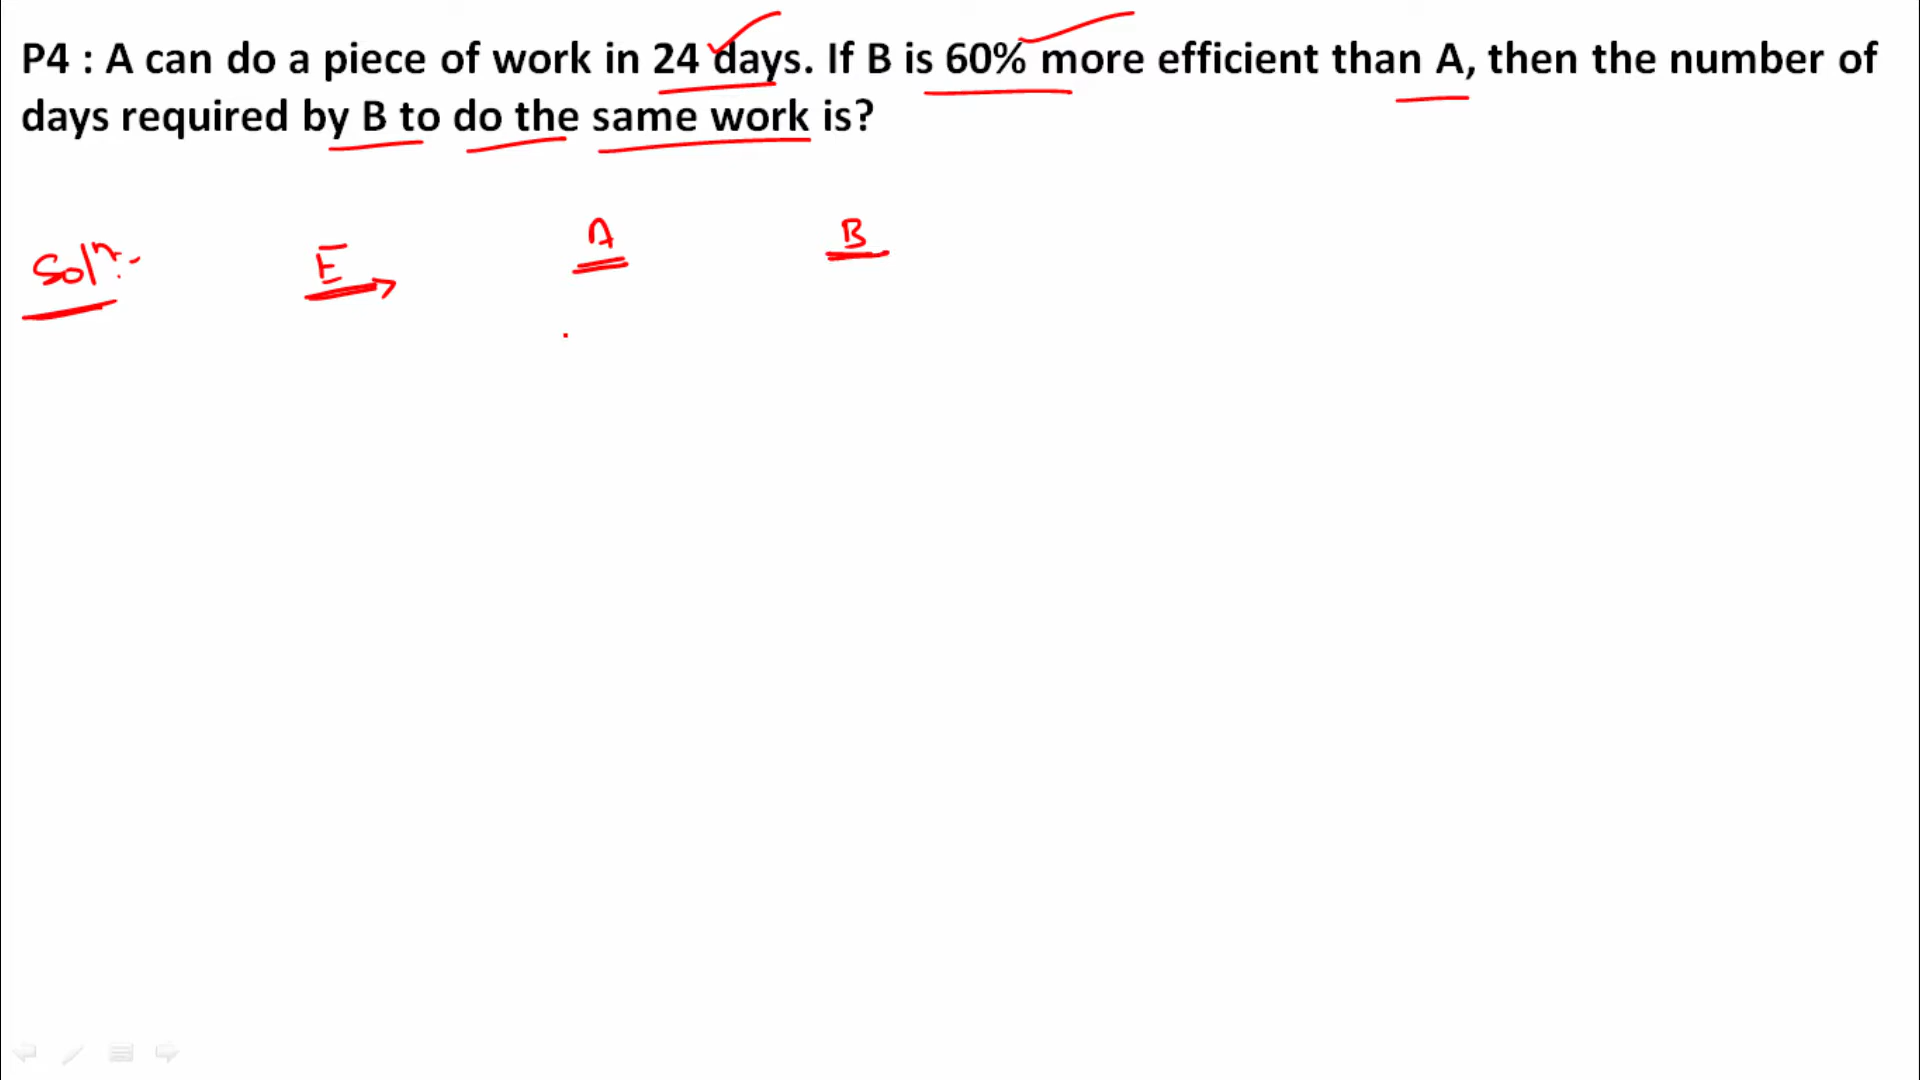 P4 : A can do a piece of work in 24 days. If B is 60% more efficient than A, then the number of
days required by B to do the same work is?
Solⁿ:- E → A B